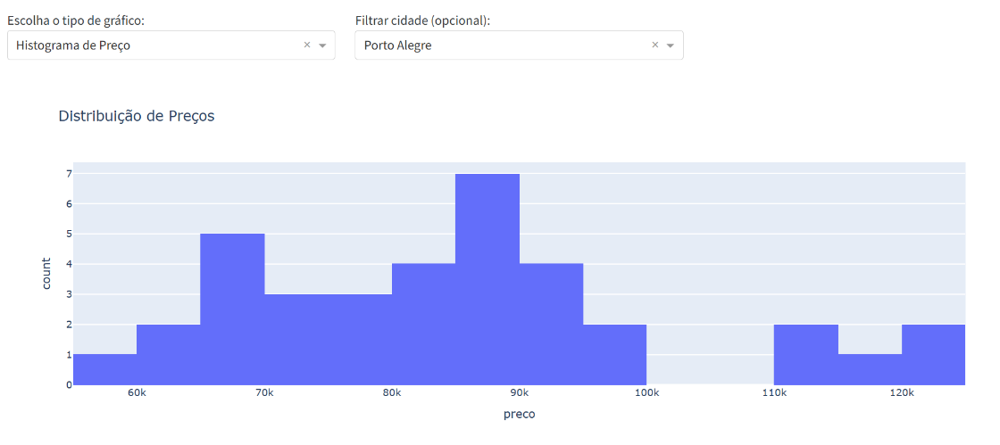 Escolha o tipo de gráfico:
Filtrar cidade (opcional):
Histograma de Preço × 
Porto Alegre ×
Distribuição de Preços
7
6
5
4
3
2
1
0
count
60k 70k 80k 90k 100k 110k 120k
preco